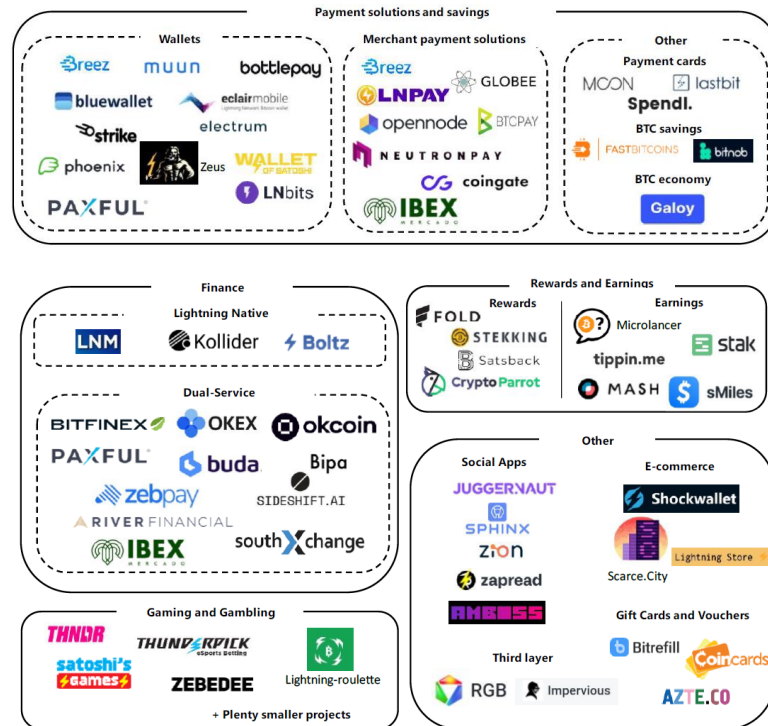 Payment solutions and savings
Wallets
Breez
muun
bottlepay
bluewallet
eclairmobile
strike
electrum
phoenix
Zeus
WALLET
OF SATOSHI
LNbits
PAXFUL
Merchant payment solutions
Breez
GLOBEE
LNPAY
opennode
BTCPAY
NEUTRONPAY
coingate
IBEX
MERCADO
Other
Payment cards
MOON
lastbit
Spendl.
BTC savings
FASTBITCOINS
bitnob
BTC economy
Galoy
Finance
Lightning Native
LNM
Kollider
Boltz
Dual-Service
BITFINEX
OKEX
okcoin
PAXFUL
buda
Bipa
zebpay
SIDESHIFT.AI
RIVER FINANCIAL
IBEX
MERCADO
southXchange
Rewards and Earnings
Rewards
FOLD
STEKKING
Satsback
CryptoParrot
Earnings
Microlancer
stak
tippin.me
MASH
sMiles
Other
Social Apps
JUGGERNAUT
SPHINX
zion
zapread
AMBOSS
E-commerce
Shockwallet
Lightning Store
Scarce.City
Gift Cards and Vouchers
Bitrefill
Coincards
AZTE.CO
Third layer
RGB
Impervious
Gaming and Gambling
THNDR
THUNDERPICK
eSports Betting
satoshi's
GAMES
ZEBEDEE
Lightning-roulette
+ Plenty smaller projects